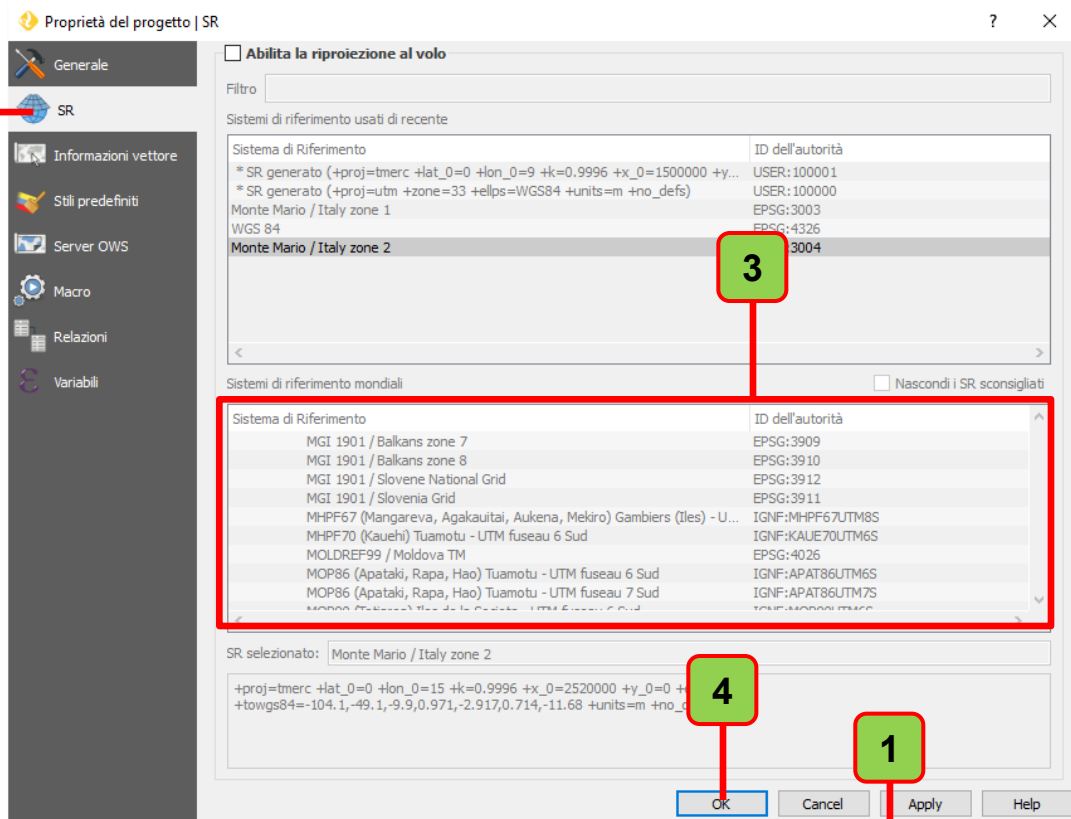 Proprietà del progetto | SR
?
Generale
SR
Informazioni vettore
Stili predefiniti
Server OWS
Macro
Relazioni
Variabili
Abilita la riproiezione al volo
Filtro
Sistemi di riferimento usati di recente
Sistema di Riferimento ID dell'autorità
* SR generato (+proj=tmerc +lat_0=0 +lon_0=9 +k=0.9996 +x_0=1500000 +y... USER:100001
* SR generato (+proj=utm +zone=33 +ellps=WGS84 +units=m +no_defs) USER:100000
Monte Mario / Italy zone 1 EPSG:3003
WGS 84 EPSG:4326
Monte Mario / Italy zone 2 3004
3
Sistemi di riferimento mondiali Nascondi i SR sconsigliati
Sistema di Riferimento ID dell'autorità
MGI 1901 / Balkans zone 7 EPSG:3909
MGI 1901 / Balkans zone 8 EPSG:3910
MGI 1901 / Slovene National Grid EPSG:3912
MGI 1901 / Slovenia Grid EPSG:3911
MHPF67 (Mangareva, Agakauitai, Aukena, Mekiro) Gambiers (Iles) - U... IGNF:MHPF67UTM8S
MHPF70 (Kauehi) Tuamotu - UTM fuseau 6 Sud IGNF:KAUE70UTM6S
MOLDREF99 / Moldova TM EPSG:4026
MOP86 (Apataki, Rapa, Hao) Tuamotu - UTM fuseau 6 Sud IGNF:APAT86UTM6S
MOP86 (Apataki, Rapa, Hao) Tuamotu - UTM fuseau 7 Sud IGNF:APAT86UTM7S
SR selezionato: Monte Mario / Italy zone 2
+proj=tmerc +lat_0=0 +lon_0=15 +k=0.9996 +x_0=2520000 +y_0=0
+towgs84=-104.1,-49.1,-9.9,0.971,-2.917,0.714,-11.68 +units=m
4
1
OK Cancel Apply Help